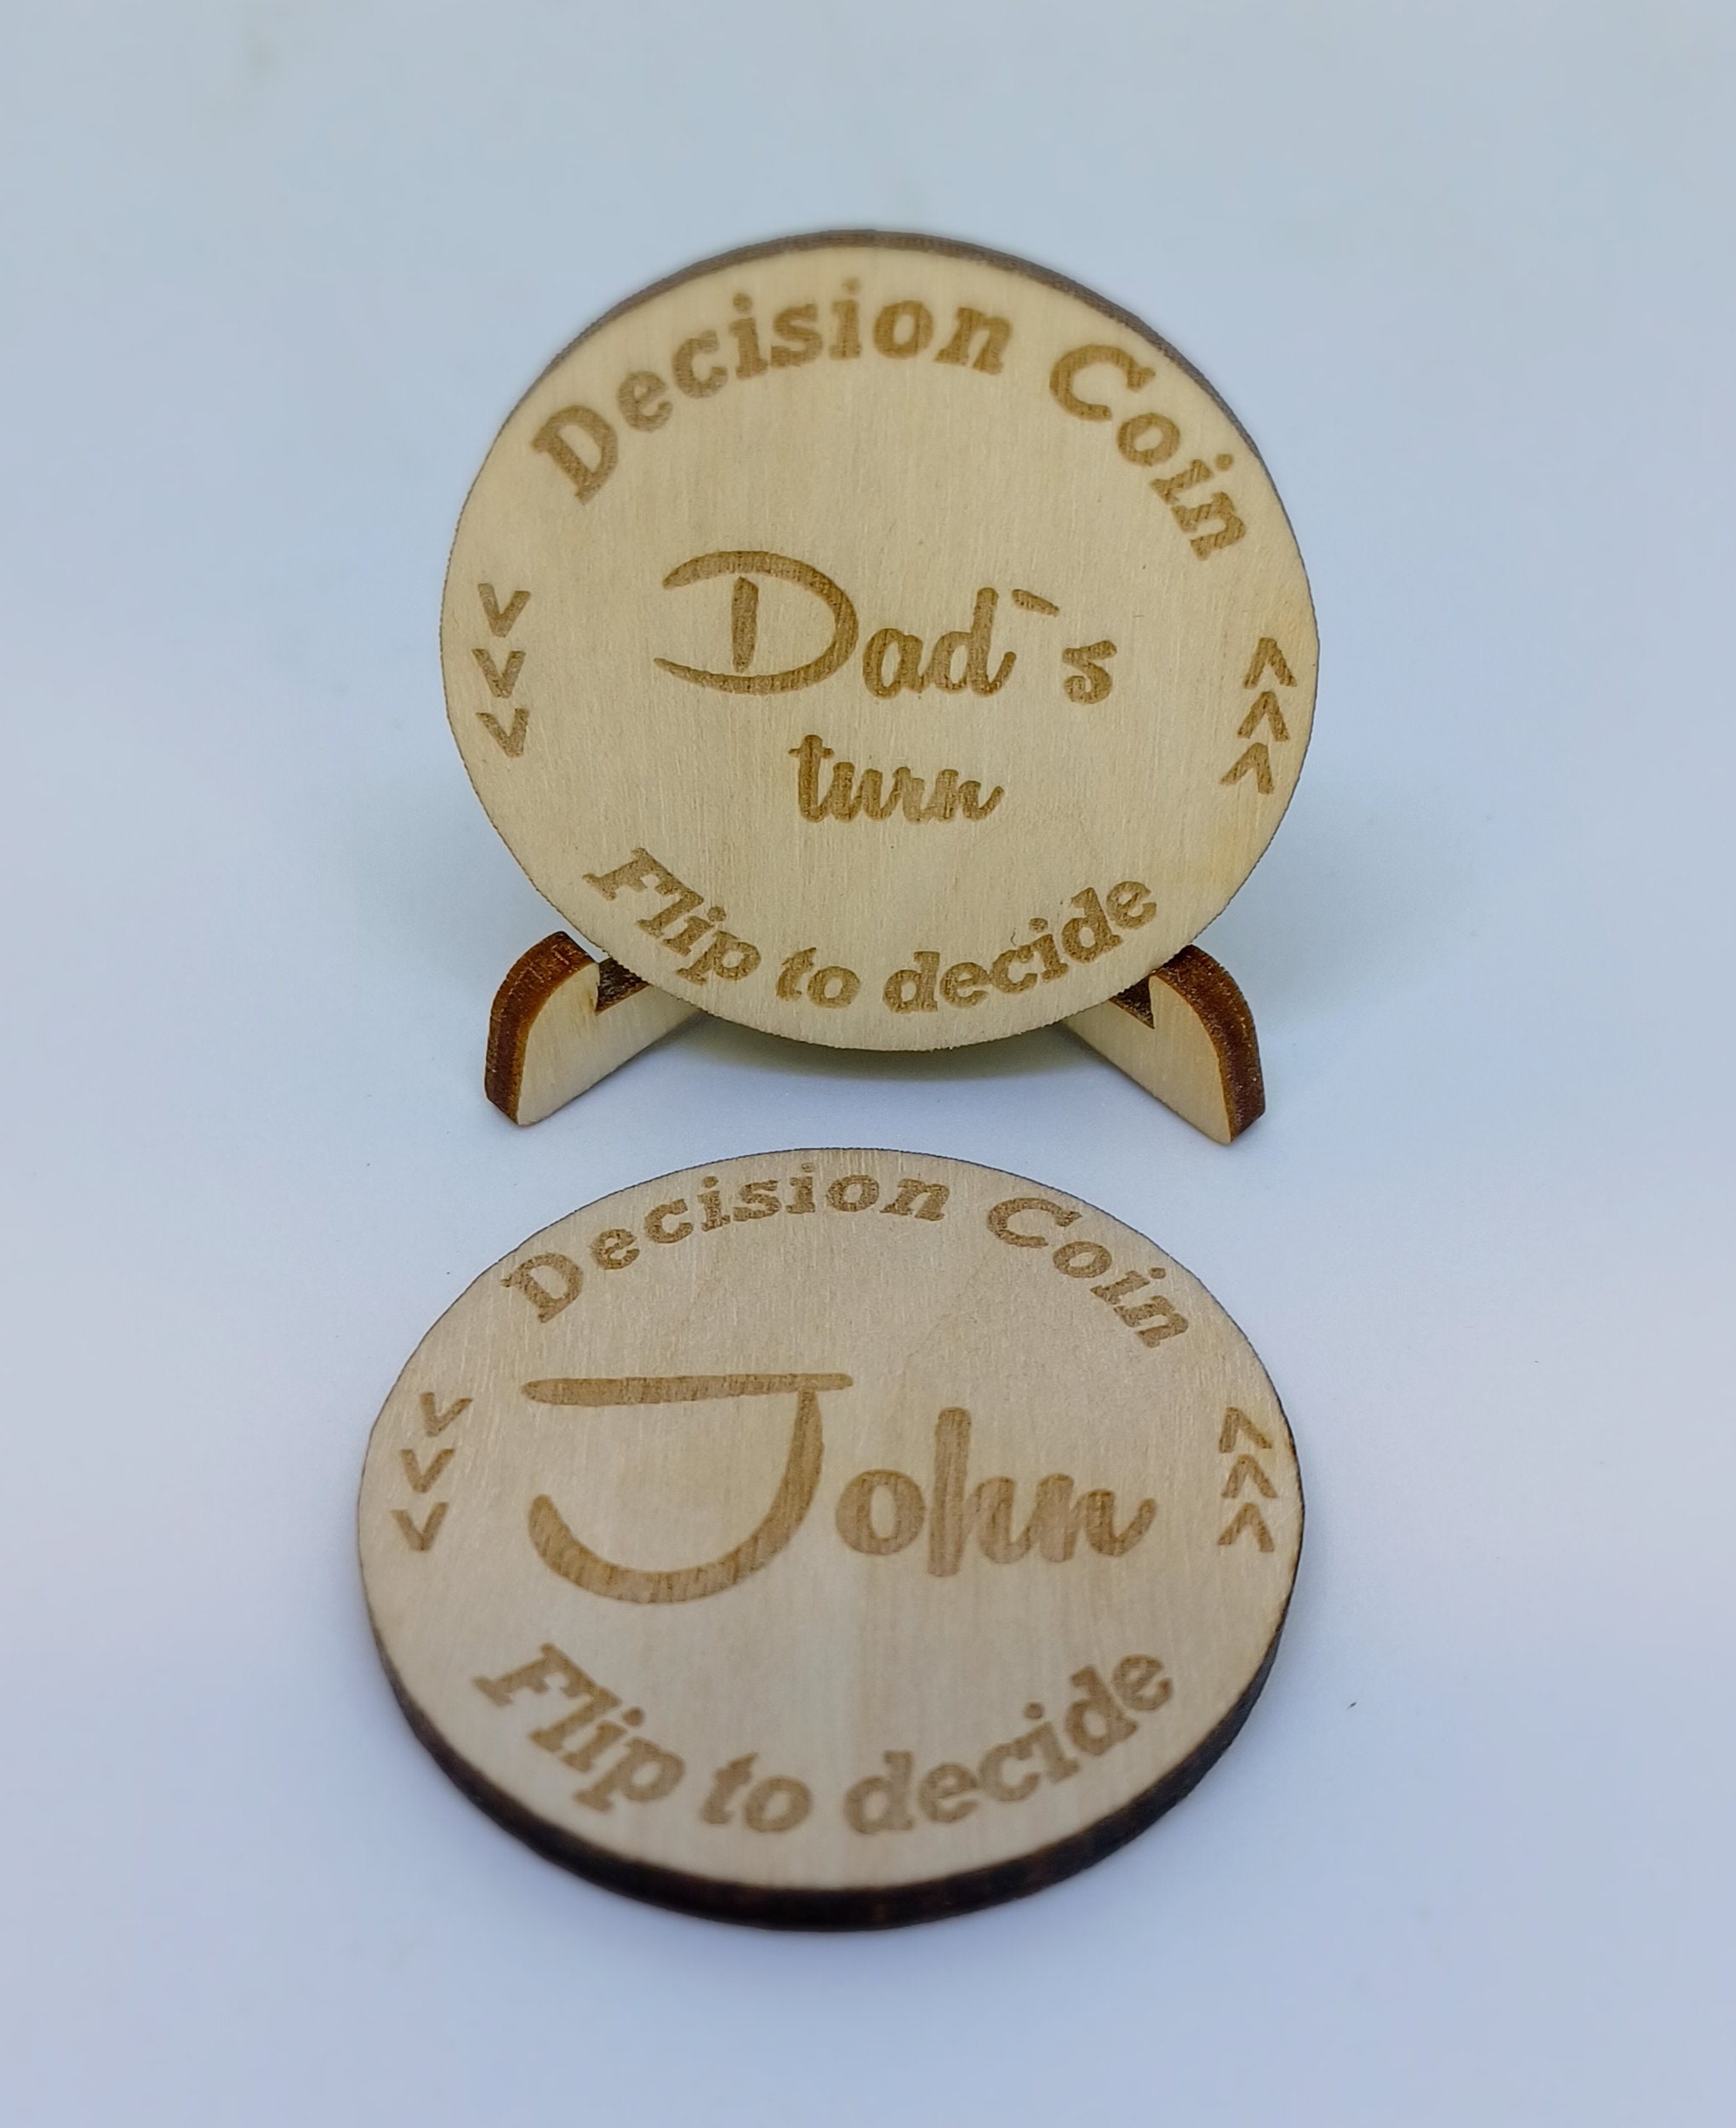 Decision Coin
<<<
Dad`s
turn
>>>
Flip to decide
Decision Coin
<<<
John
>>>
Flip to decide